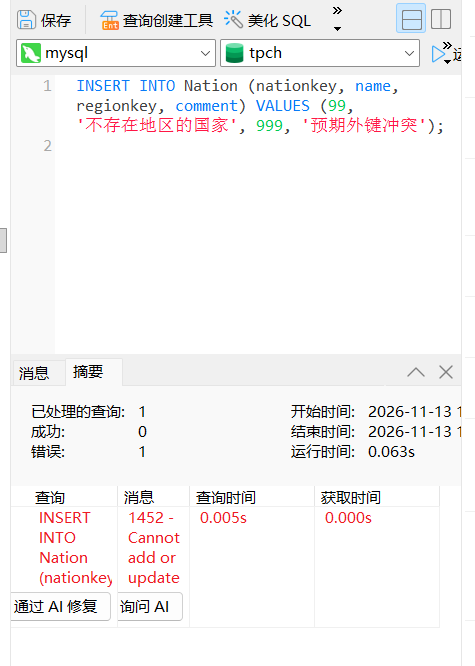 保存 查询创建工具 美化 SQL
mysql tpch
1 INSERT INTO Nation (nationkey, name,
regionkey, comment) VALUES (99,
'不存在地区的国家', 999, '预期外键冲突');
2
消息 摘要
已处理的查询: 1 开始时间: 2026-11-13 1
成功: 0 结束时间: 2026-11-13 1
错误: 1 运行时间: 0.063s
查询 消息 查询时间 获取时间
INSERT 1452 - 0.005s 0.000s
INTO Cannot
Nation add or
(nationkey update
通过 AI 修复 询问 AI